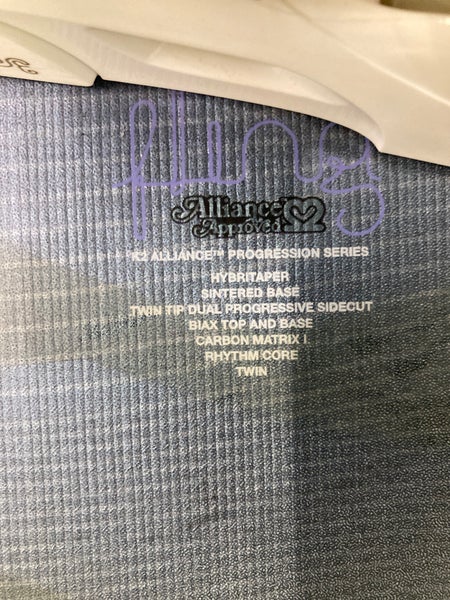 Alliance
Approved
K2 ALLIANCE™ PROGRESSION SERIES
HYBRITAPER
SINTERED BASE
TWIN TIP DUAL PROGRESSIVE SIDECUT
BIAX TOP AND BASE
CARBON MATRIX I
RHYTHM CORE
TWIN